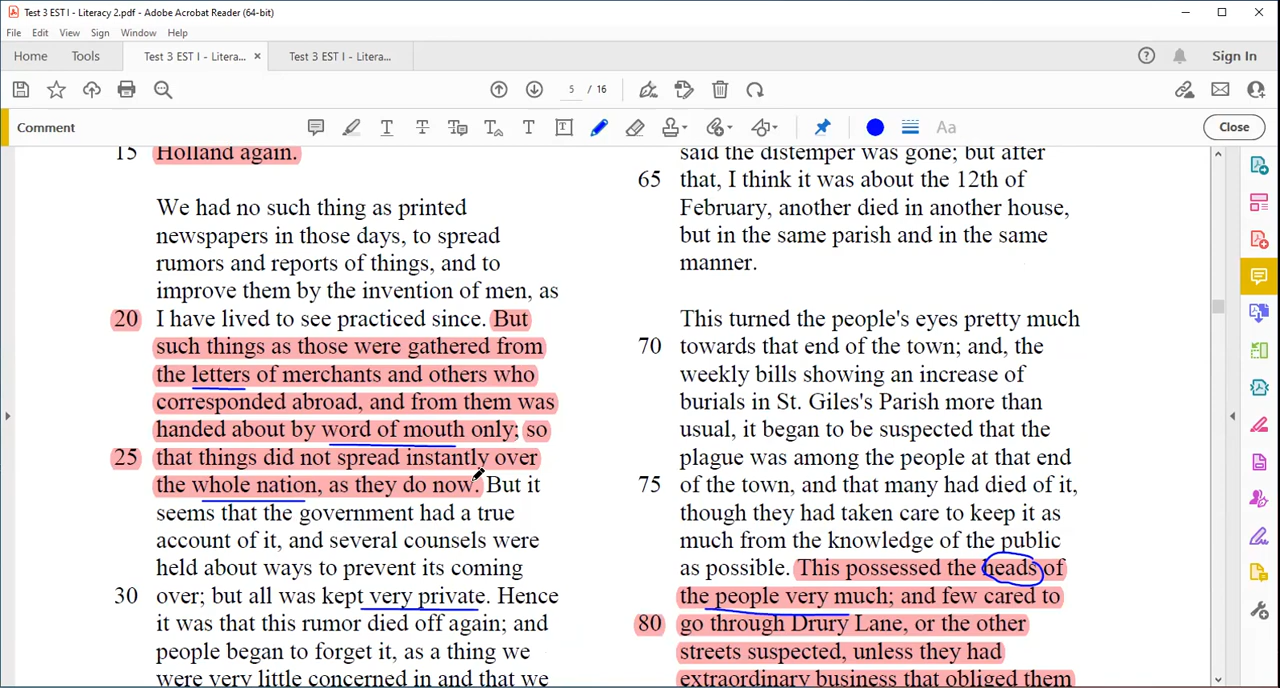 Test 3 EST I - Literacy 2.pdf - Adobe Acrobat Reader (64-bit)
File Edit View Sign Window Help
Home Tools Test 3 EST I - Litera... × Test 3 EST I - Litera... Sign In
5 / 16
Comment
Aa
Close
15 Holland again.
We had no such thing as printed
newspapers in those days, to spread
rumors and reports of things, and to
improve them by the invention of men, as
20 I have lived to see practiced since. But
such things as those were gathered from
the letters of merchants and others who
corresponded abroad, and from them was
handed about by word of mouth only; so
25 that things did not spread instantly over
the whole nation, as they do now. But it
seems that the government had a true
account of it, and several counsels were
held about ways to prevent its coming
30 over; but all was kept very private. Hence
it was that this rumor died off again; and
people began to forget it, as a thing we
were very little concerned in and that we
said the distemper was gone; but after
65 that, I think it was about the 12th of
February, another died in another house,
but in the same parish and in the same
manner.
This turned the people's eyes pretty much
70 towards that end of the town; and, the
weekly bills showing an increase of
burials in St. Giles's Parish more than
usual, it began to be suspected that the
plague was among the people at that end
75 of the town, and that many had died of it,
though they had taken care to keep it as
much from the knowledge of the public
as possible. This possessed the heads of
the people very much; and few cared to
80 go through Drury Lane, or the other
streets suspected, unless they had
extraordinary business that obliged them